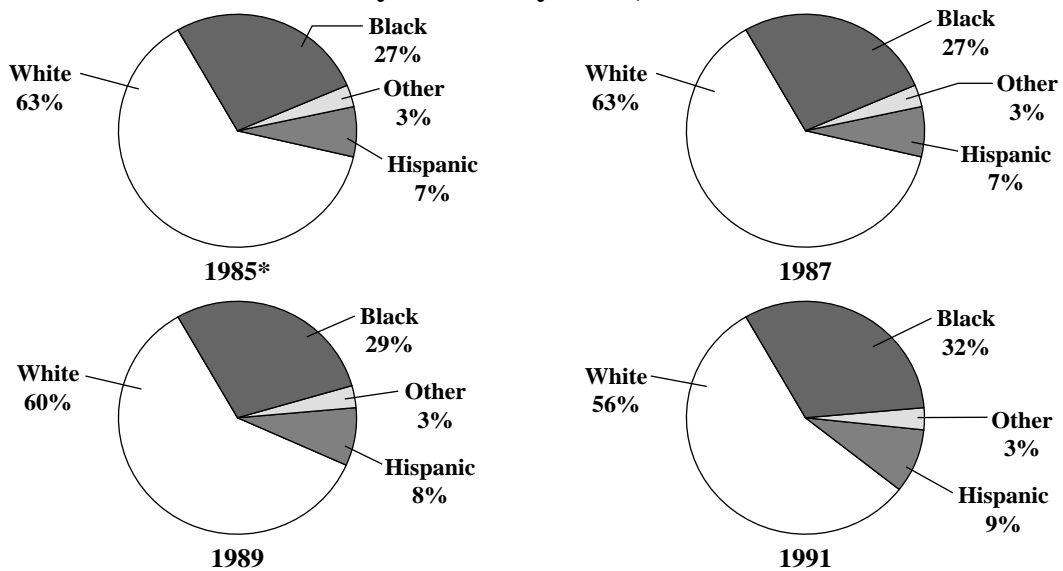 Black
27%
White
63%
Other
3%
Hispanic
7%
1985*
Black
27%
White
63%
Other
3%
Hispanic
7%
1987
Black
29%
White
60%
Other
3%
Hispanic
8%
1989
Black
32%
White
56%
Other
3%
Hispanic
9%
1991